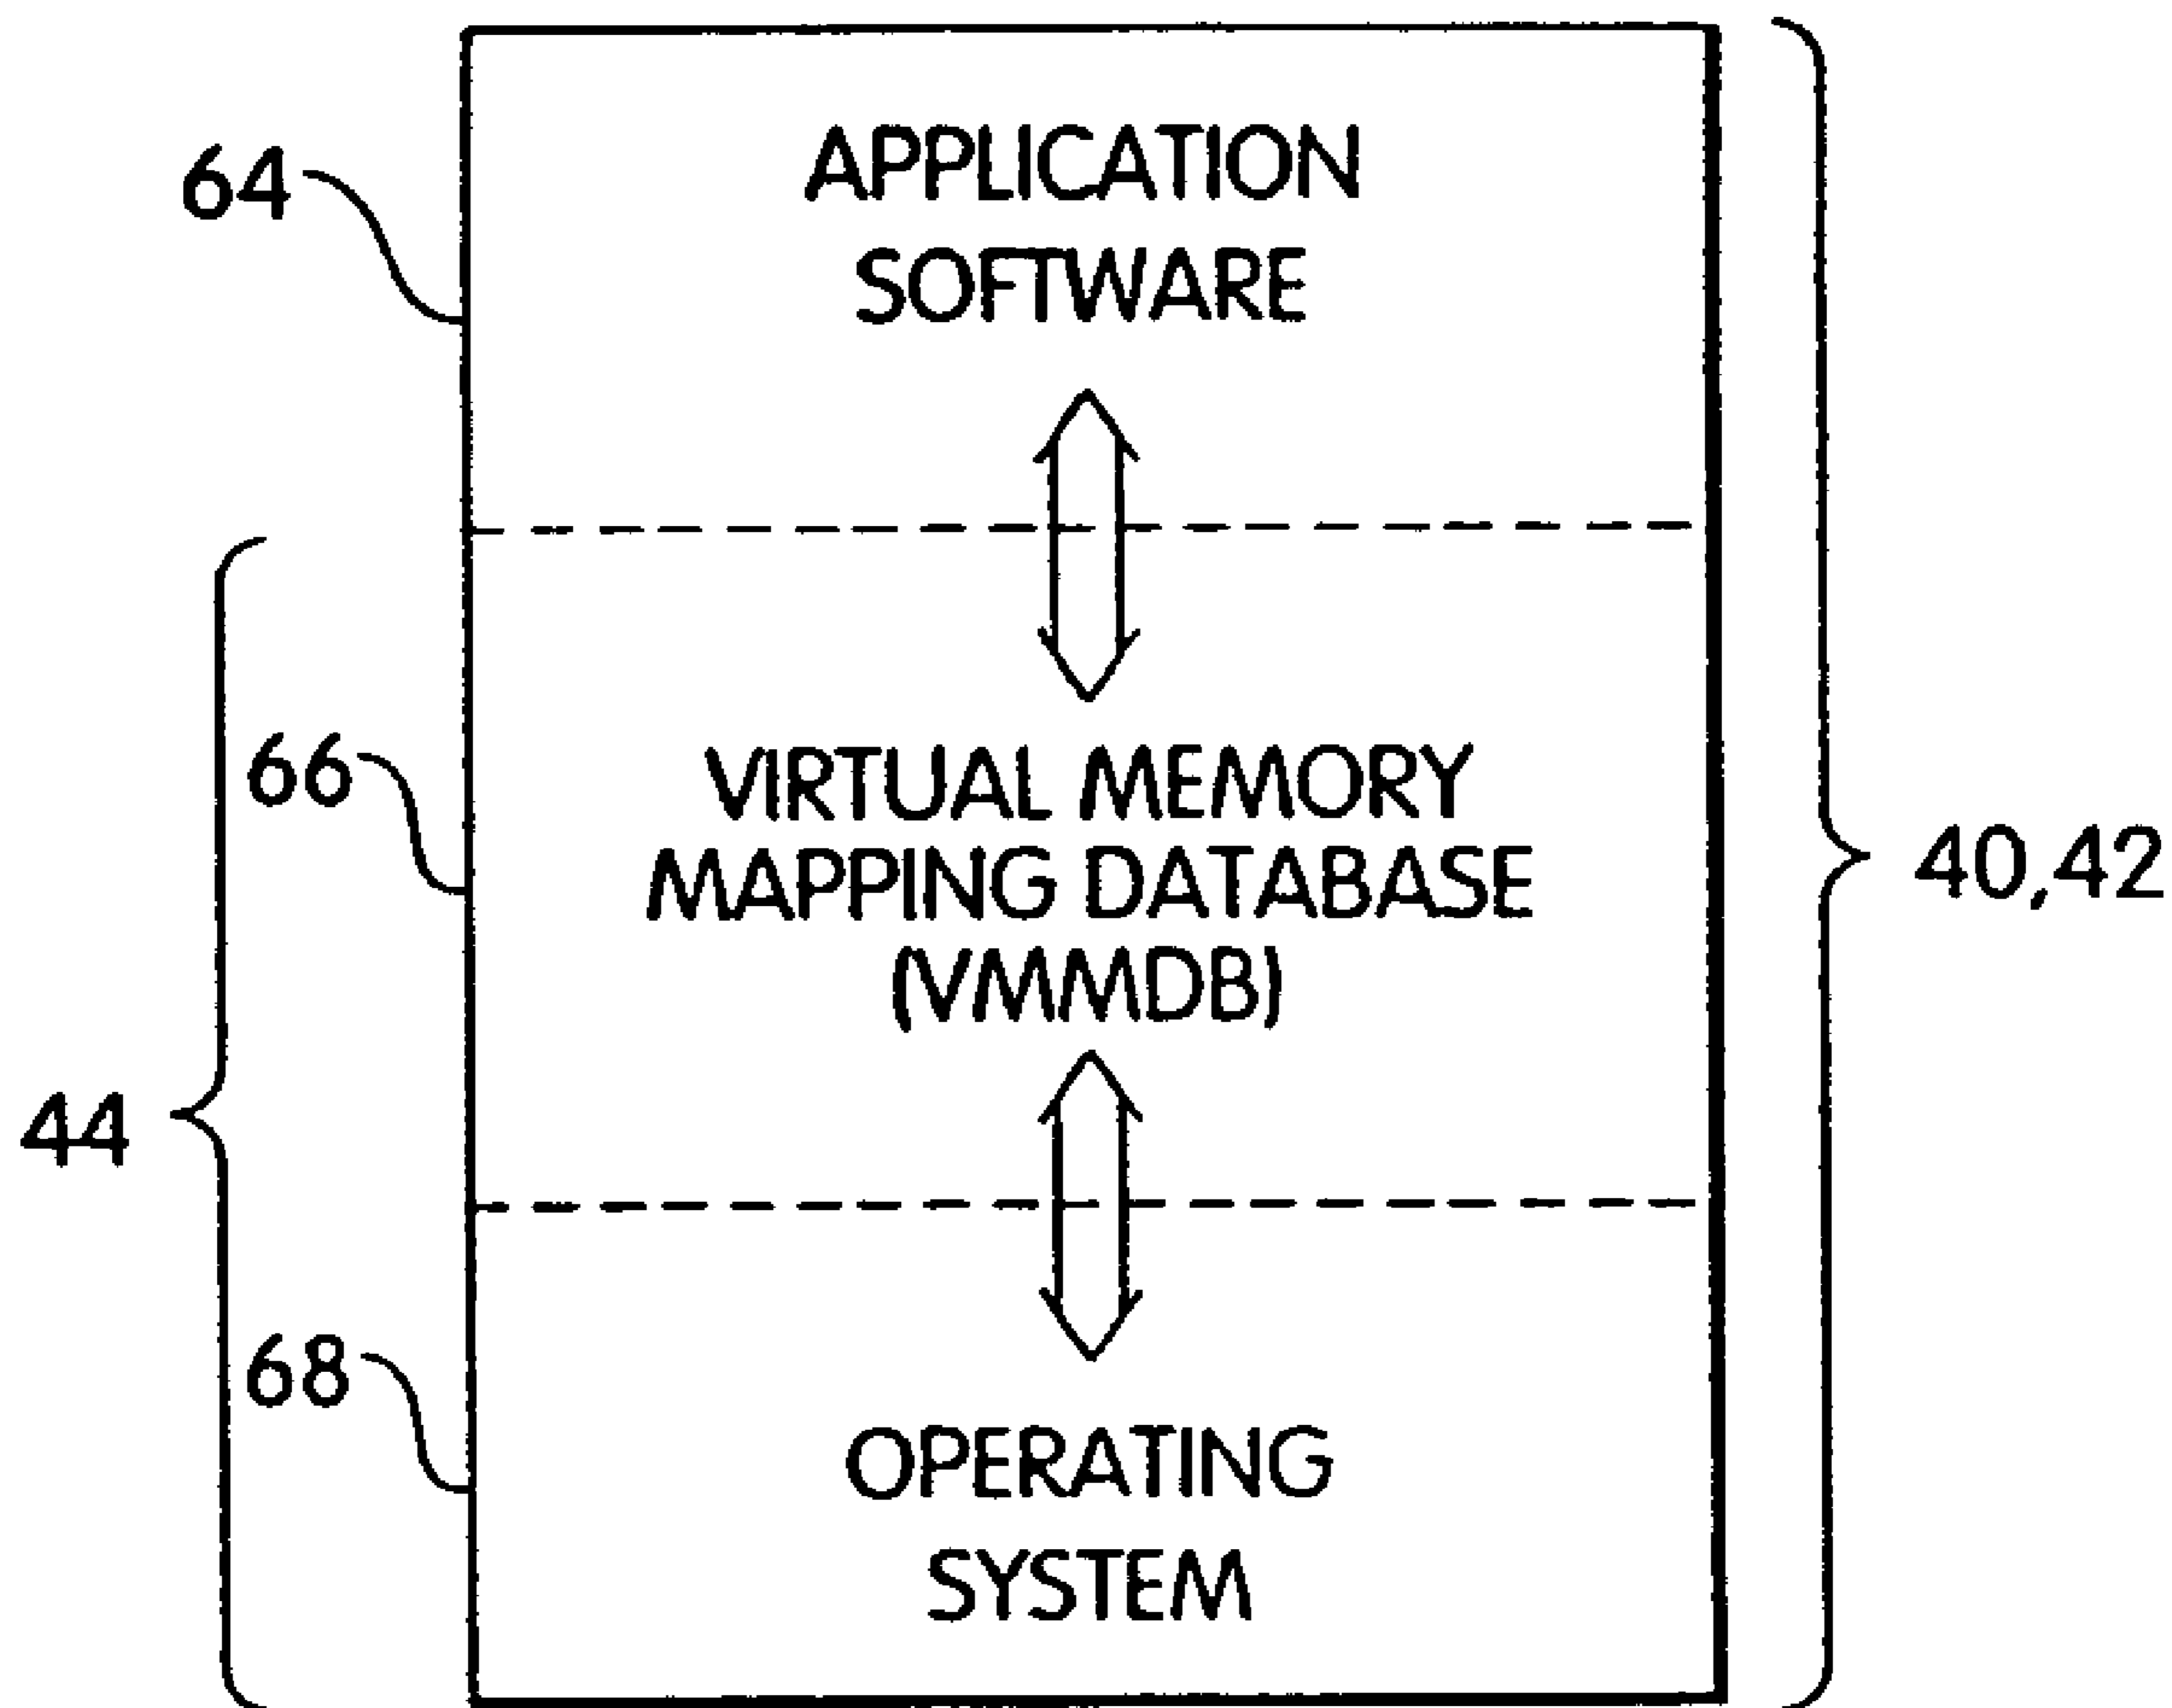 64
APPLICATION
SOFTWARE
66
VIRTUAL MEMORY
MAPPING DATABASE
(VMMDB)
40,42
44
68
OPERATING
SYSTEM